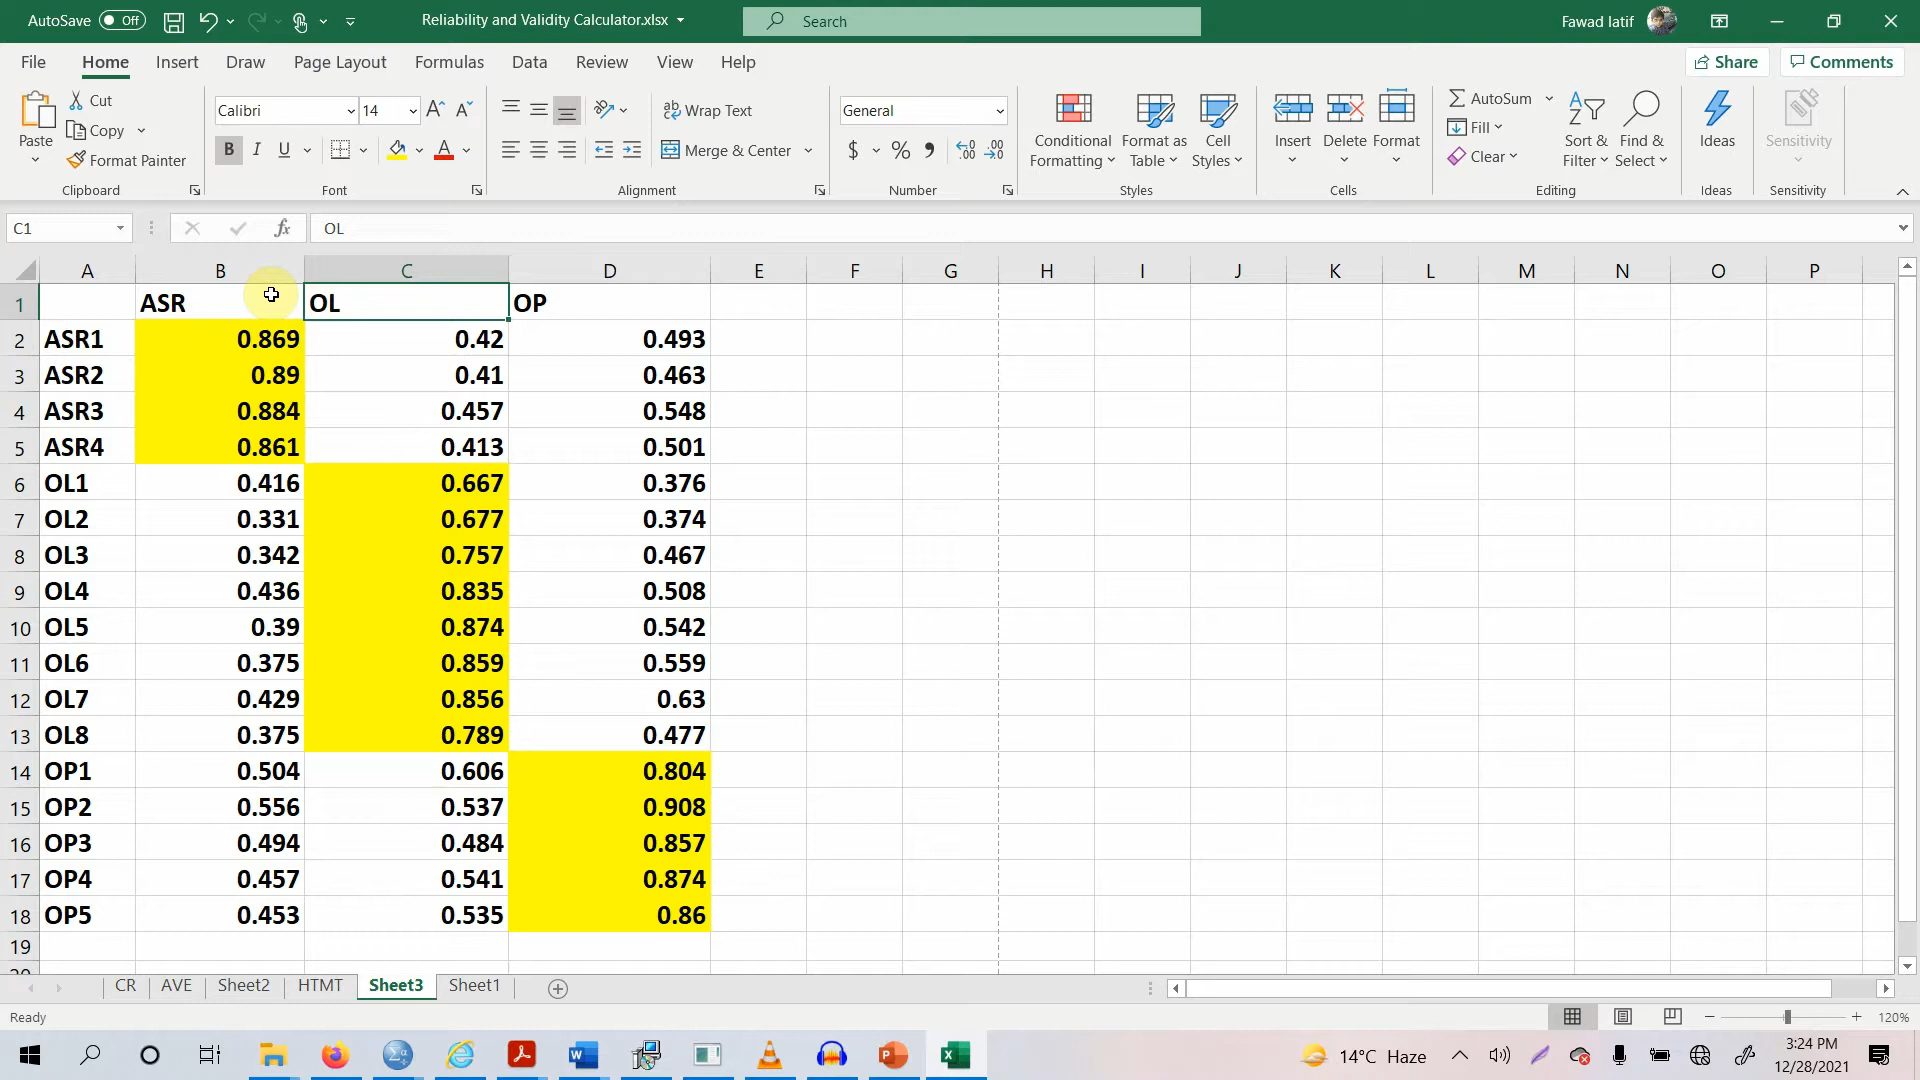 AutoSave Off Reliability and Validity Calculator.xlsx Search Fawad latif
File Home Insert Draw Page Layout Formulas Data Review View Help Share Comments
Paste Cut Copy Format Painter Clipboard
Calibri 14 B I U A Font
Wrap Text Merge & Center Alignment
General $ % Number
Conditional Formatting Format as Table Cell Styles Styles
Insert Delete Format Cells
AutoSum Fill Clear Sort & Filter Find & Select Editing
Ideas Ideas
Sensitivity Sensitivity
C1 fx OL
A B C D E F G H I J K L M N O P
1 ASR OL OP
2 ASR1 0.869 0.42 0.493
3 ASR2 0.89 0.41 0.463
4 ASR3 0.884 0.457 0.548
5 ASR4 0.861 0.413 0.501
6 OL1 0.416 0.667 0.376
7 OL2 0.331 0.677 0.374
8 OL3 0.342 0.757 0.467
9 OL4 0.436 0.835 0.508
10 OL5 0.39 0.874 0.542
11 OL6 0.375 0.859 0.559
12 OL7 0.429 0.856 0.63
13 OL8 0.375 0.789 0.477
14 OP1 0.504 0.606 0.804
15 OP2 0.556 0.537 0.908
16 OP3 0.494 0.484 0.857
17 OP4 0.457 0.541 0.874
18 OP5 0.453 0.535 0.86
19
CR AVE Sheet2 HTMT Sheet3 Sheet1
Ready 120%
14°C Haze 3:24 PM
12/28/2021